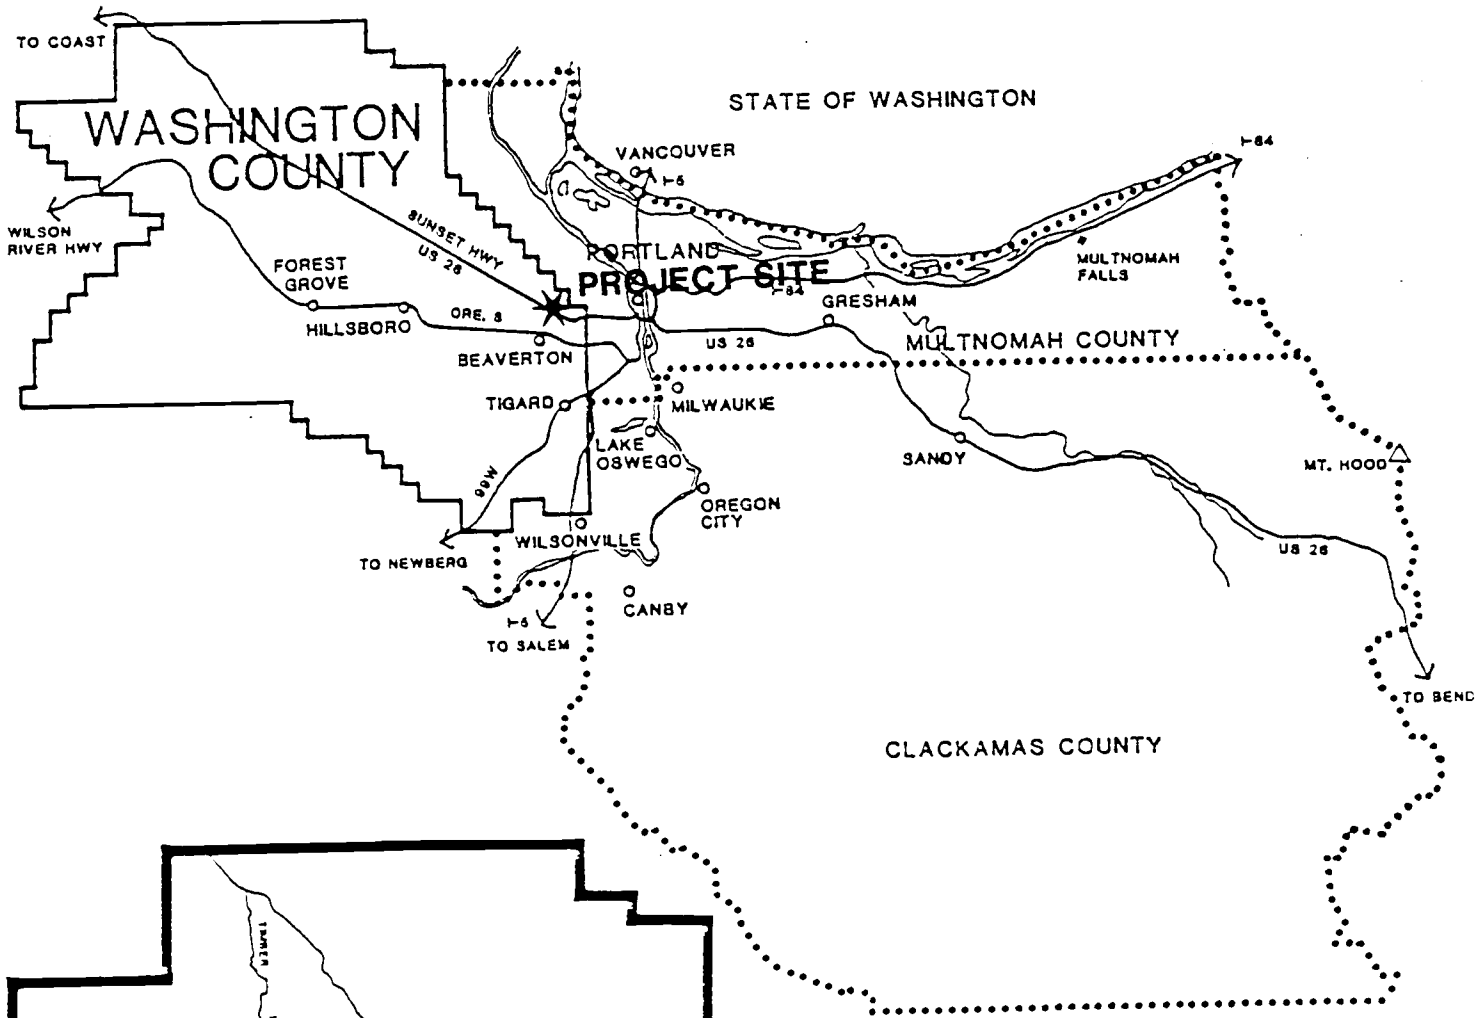 TO COAST
WASHINGTON
COUNTY
STATE OF WASHINGTON
I-84
VANCOUVER
I-5
WILSON
RIVER HWY
SUNSET HWY
US 26
PORTLAND
PROJECT SITE
I-84
MULTNOMAH
FALLS
FOREST
GROVE
HILLSBORO
ORE. 8
GRESHAM
BEAVERTON
US 26
MULTNOMAH COUNTY
TIGARD
MILWAUKIE
LAKE
OSWEGO
SANDY
MT. HOOD
99W
OREGON
CITY
WILSONVILLE
US 26
TO NEWBERG
CANBY
I-5
TO SALEM
TO BEND
CLACKAMAS COUNTY
TIMBER